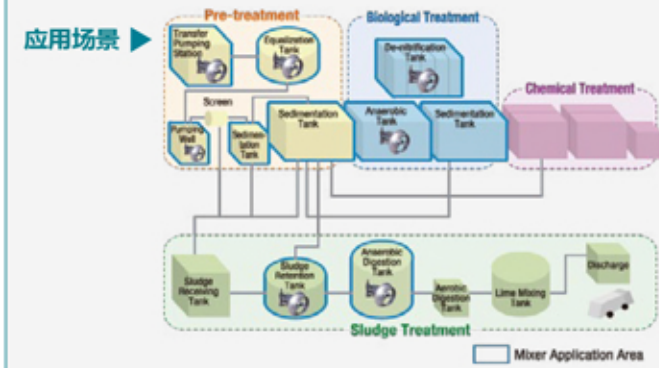 应用场景
Pre-treatment
Biological Treatment
Transfer
Pumping
Station
Equalization
Tank
De-nitrification
Tank
Chemical Treatment
Screen
Pumping
Well
Sedimen-
tation
Tank
Sedimentation
Tank
Anaerobic
Tank
Sedimentation
Tank
Sludge
Receiving
Tank
Sludge
Retention
Tank
Anaerobic
Digestion
Tank
Aerobic
Digestion
Tank
Lime Mixing
Tank
Discharge
Sludge Treatment
Mixer Application Area